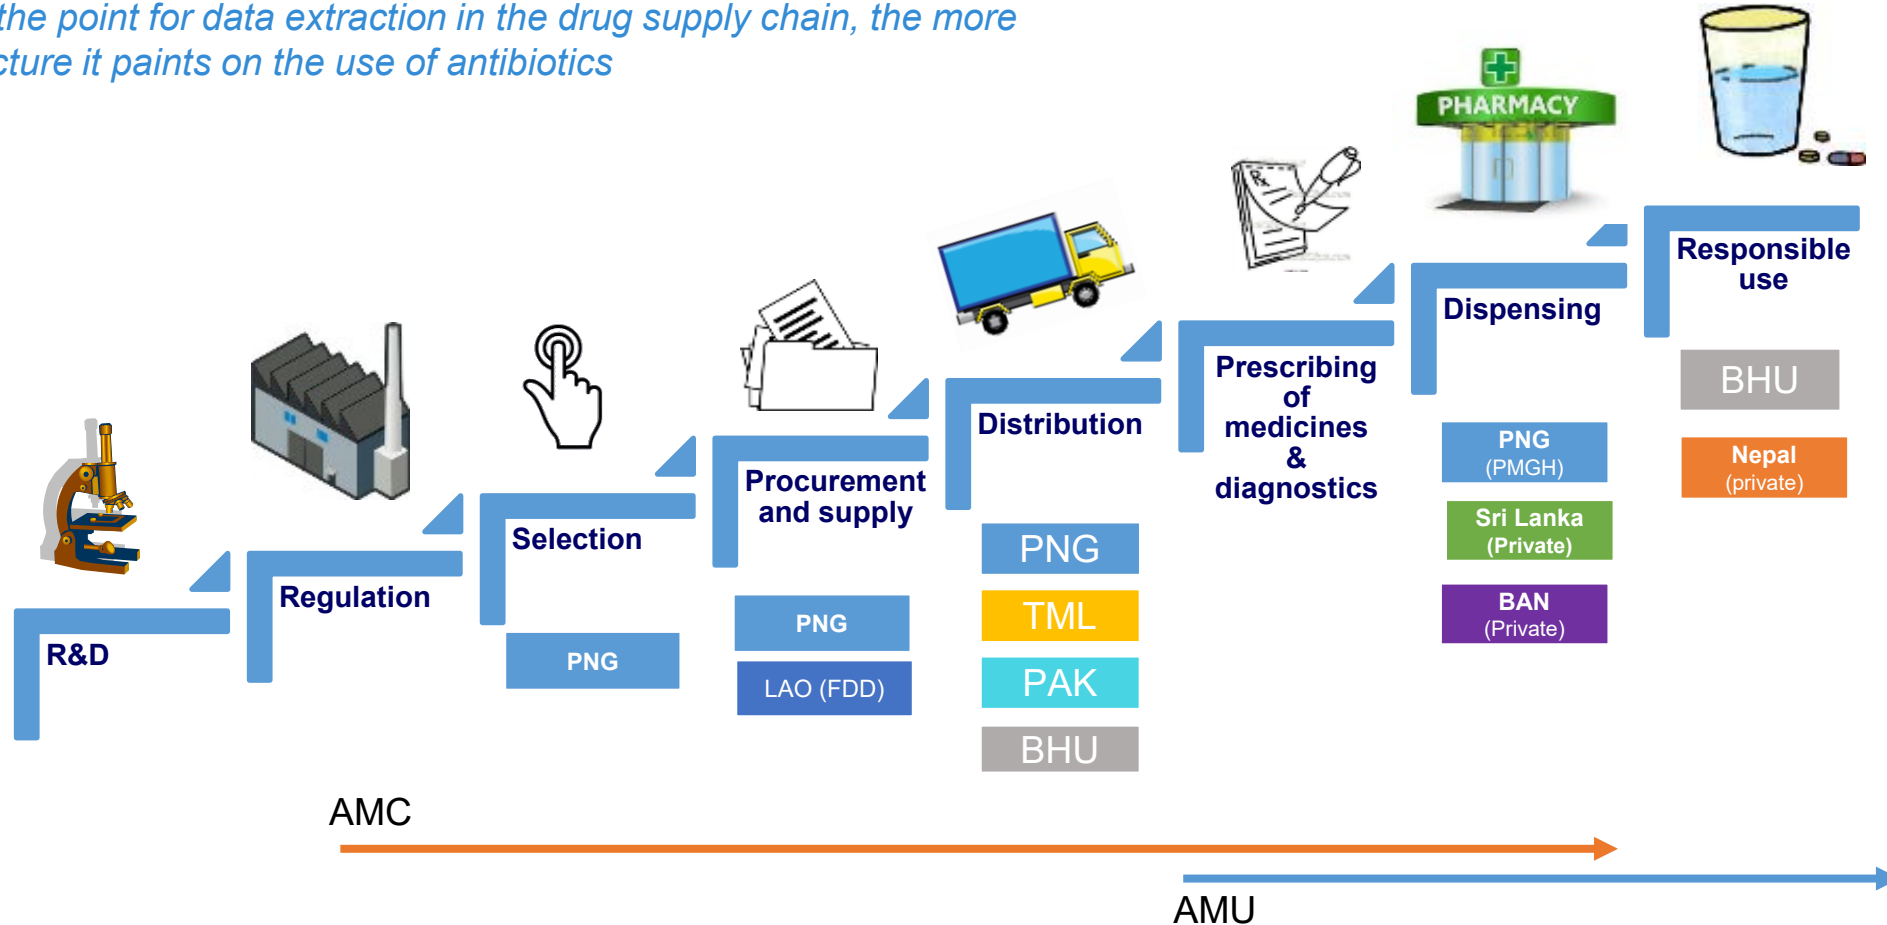 the point for data extraction in the drug supply chain, the more
cture it paints on the use of antibiotics
PHARMACY
Rx
Responsible
use
Dispensing
Prescribing
of
medicines
&
diagnostics
Distribution
Procurement
and supply
Selection
Regulation
R&D
BHU
Nepal
(private)
PNG
(PMGH)
Sri Lanka
(Private)
BAN
(Private)
PNG
TML
PAK
BHU
PNG
LAO (FDD)
PNG
AMC
AMU